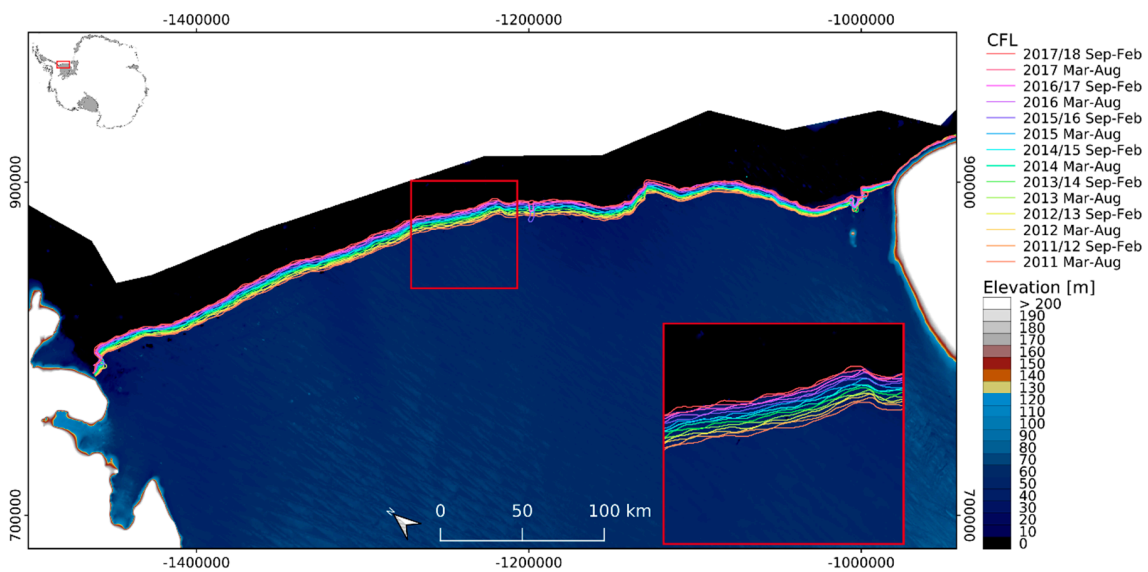 -1400000 -1200000 -1000000
CFL
2017/18 Sep-Feb
2017 Mar-Aug
2016/17 Sep-Feb
2016 Mar-Aug
2015/16 Sep-Feb
2015 Mar-Aug
2014/15 Sep-Feb
2014 Mar-Aug
2013/14 Sep-Feb
2013 Mar-Aug
2012/13 Sep-Feb
2012 Mar-Aug
2011/12 Sep-Feb
2011 Mar-Aug
900000
900000
Elevation [m]
> 200
190
180
170
160
150
140
130
120
110
100
90
80
70
60
50
40
30
20
10
0
700000
700000
N
0 50 100 km
-1400000 -1200000 -1000000